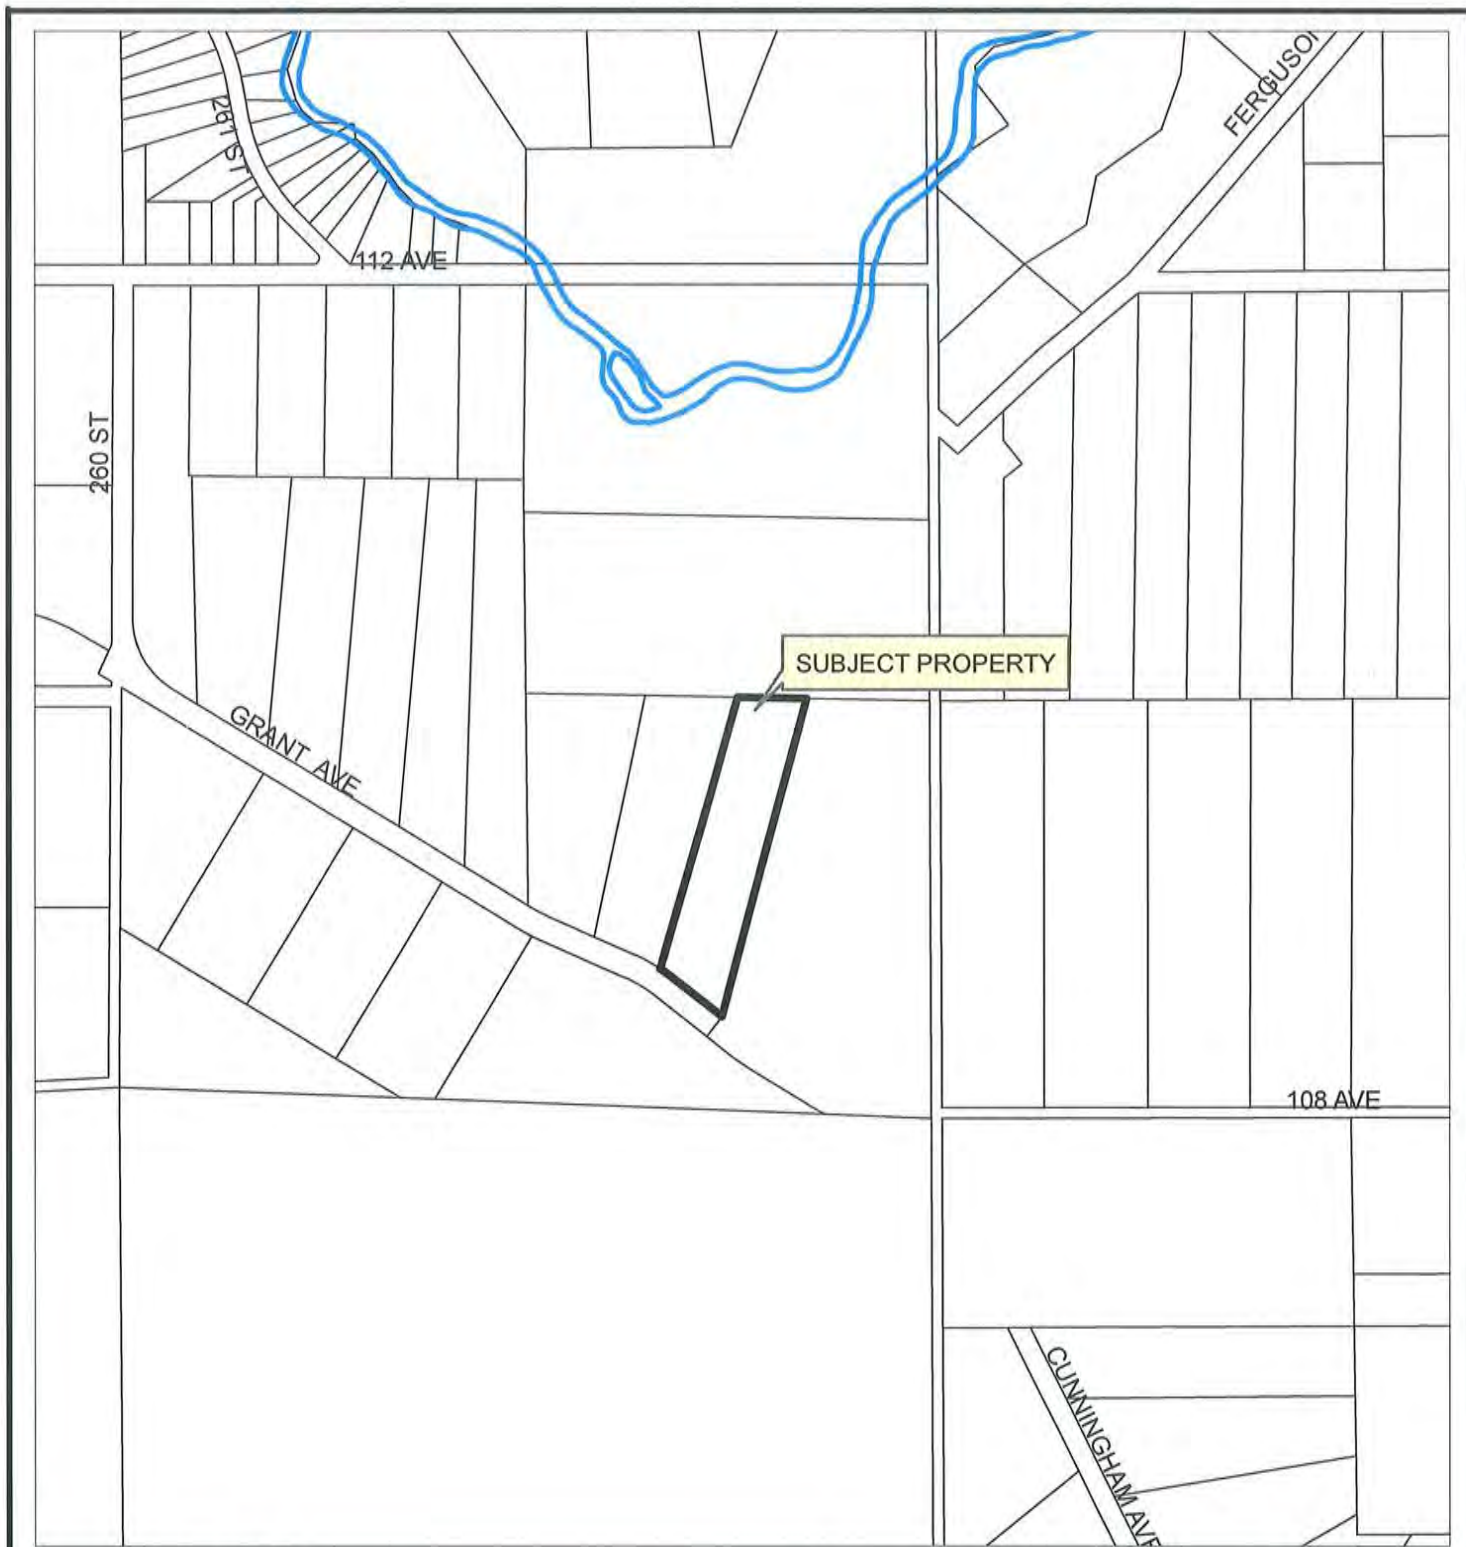 FERGUSON
261 ST
112 AVE
260 ST
SUBJECT PROPERTY
GRANT AVE
108 AVE
CUNNINGHAM AVE